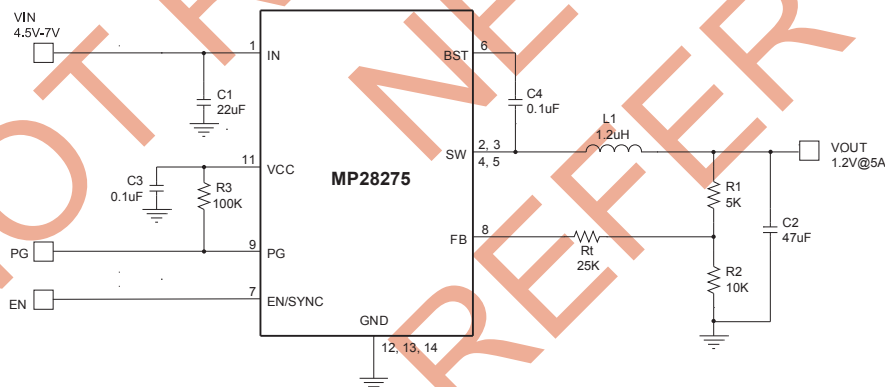 VIN
4.5V-7V
1
IN
C1
22uF
BST
6
C4
0.1uF
L1
1.2uH
SW
2, 3
4, 5
VOUT
1.2V@5A
11
VCC
C3
0.1uF
R3
100K
MP28275
R1
5K
C2
47uF
PG
9
PG
FB
8
Rt
25K
R2
10K
EN
7
EN/SYNC
GND
12, 13, 14
REFER